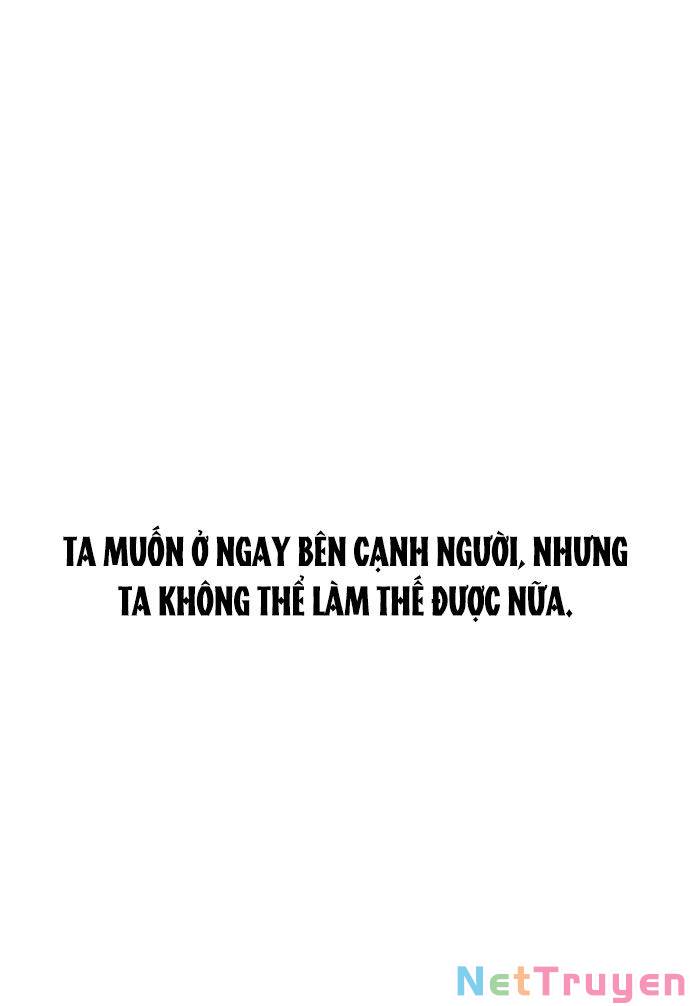 TA MUỐN Ở NGAY BÊN CẠNH NGƯỜI, NHƯNG
TA KHÔNG THỂ LÀM THẾ ĐƯỢC NỮA.
NetTruyen